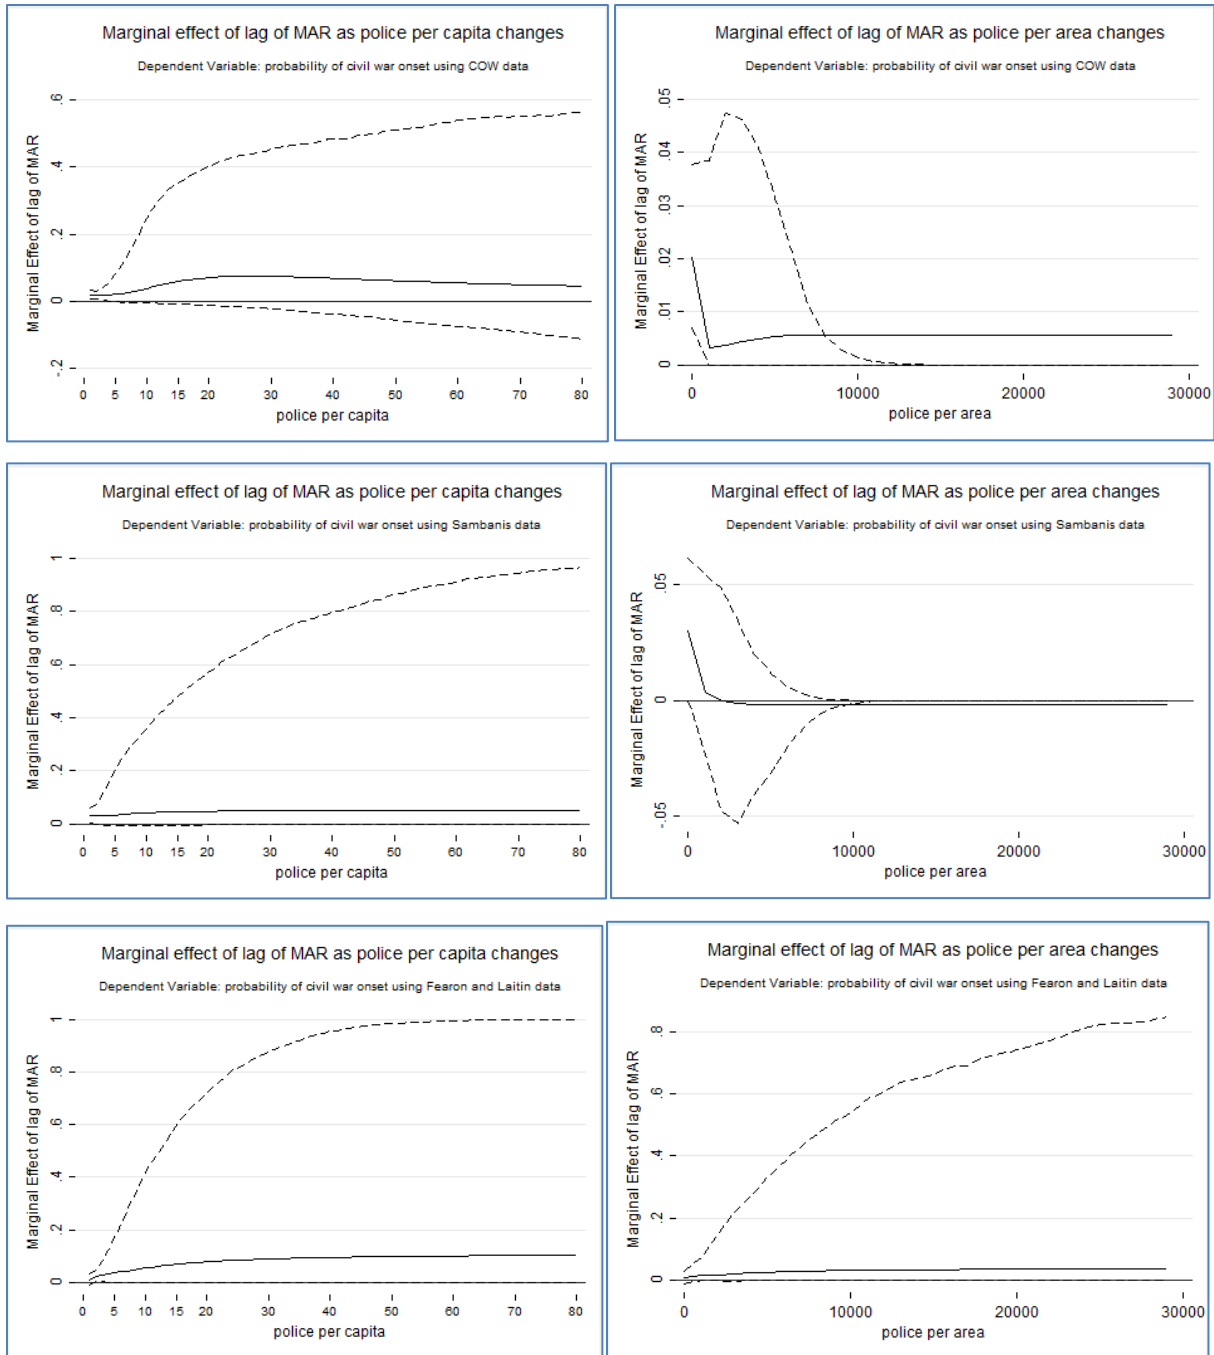 Marginal effect of lag of MAR as police per capita changes
Dependent Variable: probability of civil war onset using COW data
Marginal Effect of lag of MAR
.6
.4
.2
0
-.2
0 5 10 15 20 30 40 50 60 70 80
police per capita
Marginal effect of lag of MAR as police per area changes
Dependent Variable: probability of civil war onset using COW data
Marginal Effect of lag of MAR
.05
.04
.03
.02
.01
0
0 10000 20000 30000
police per area
Marginal effect of lag of MAR as police per capita changes
Dependent Variable: probability of civil war onset using Sambanis data
Marginal Effect of lag of MAR
1
.8
.6
.4
.2
0
0 5 10 15 20 30 40 50 60 70 80
police per capita
Marginal effect of lag of MAR as police per area changes
Dependent Variable: probability of civil war onset using Sambanis data
Marginal Effect of lag of MAR
.05
0
-.05
0 10000 20000 30000
police per area
Marginal effect of lag of MAR as police per capita changes
Dependent Variable: probability of civil war onset using Fearon and Laitin data
Marginal Effect of lag of MAR
1
.8
.6
.4
.2
0
0 5 10 15 20 30 40 50 60 70 80
police per capita
Marginal effect of lag of MAR as police per area changes
Dependent Variable: probability of civil war onset using Fearon and Laitin data
Marginal Effect of lag of MAR
.8
.6
.4
.2
0
0 10000 20000 30000
police per area